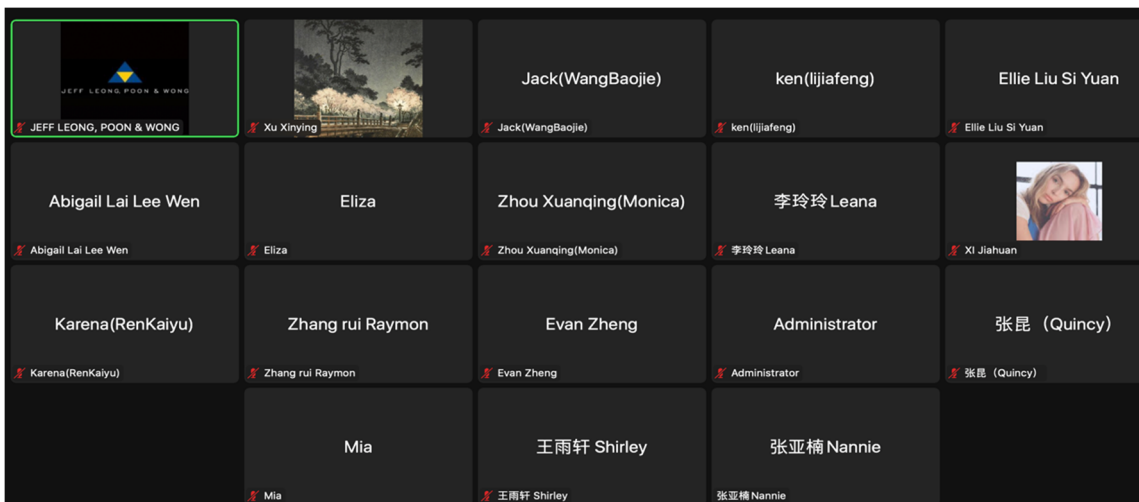 JEFF LEONG, POON & WONG
JEFF LEONG, POON & WONG
Xu Xinying
Jack(WangBaojie)
Jack(WangBaojie)
ken(lijiafeng)
ken(lijiafeng)
Ellie Liu Si Yuan
Ellie Liu Si Yuan
Abigail Lai Lee Wen
Abigail Lai Lee Wen
Eliza
Eliza
Zhou Xuanqing(Monica)
Zhou Xuanqing(Monica)
李玲玲 Leana
李玲玲 Leana
XI Jiahuan
Karena(RenKaiyu)
Karena(RenKaiyu)
Zhang rui Raymon
Zhang rui Raymon
Evan Zheng
Evan Zheng
Administrator
Administrator
张昆（Quincy）
张昆（Quincy）
Mia
Mia
王雨轩 Shirley
王雨轩 Shirley
张亚楠 Nannie
张亚楠 Nannie